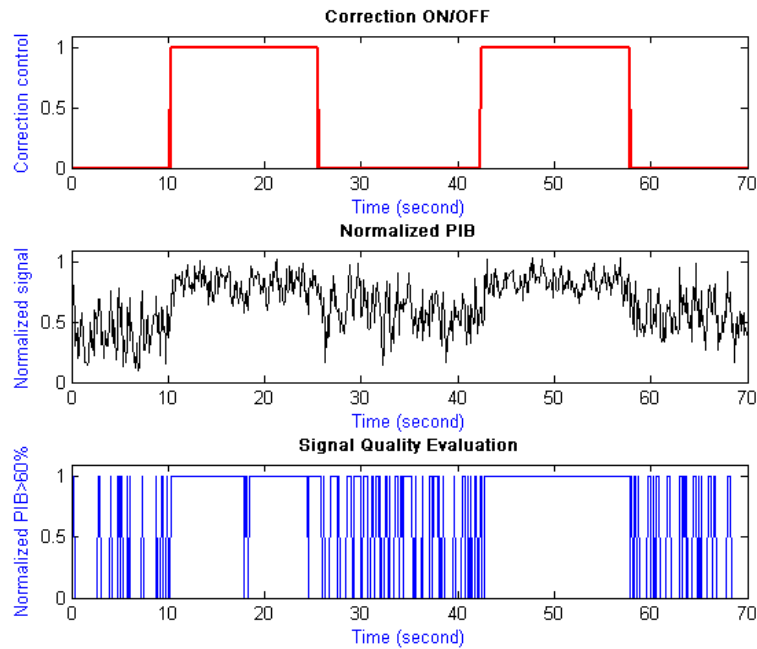 Correction ON/OFF
Correction control
1
0.5
0
0 10 20 30 40 50 60 70
Time (second)
Normalized PIB
Normalized signal
1
0.5
0
0 10 20 30 40 50 60 70
Time (second)
Signal Quality Evaluation
Normalized PIB>60%
1
0.5
0
0 10 20 30 40 50 60 70
Time (second)